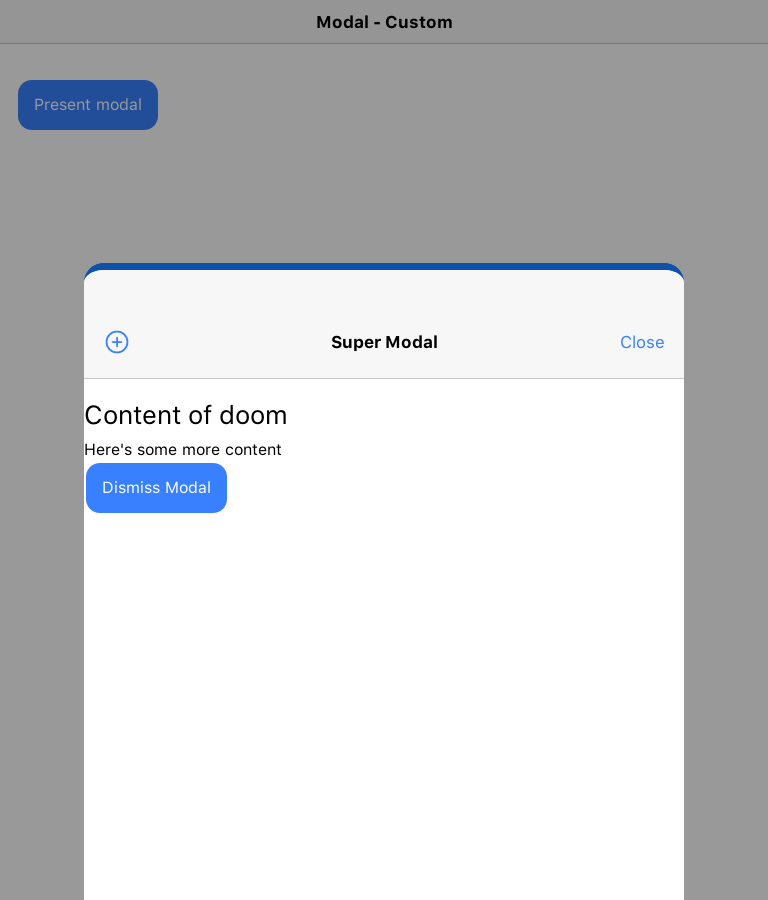 Modal - Custom
Present modal
Super Modal
Close
Content of doom
Here's some more content
Dismiss Modal